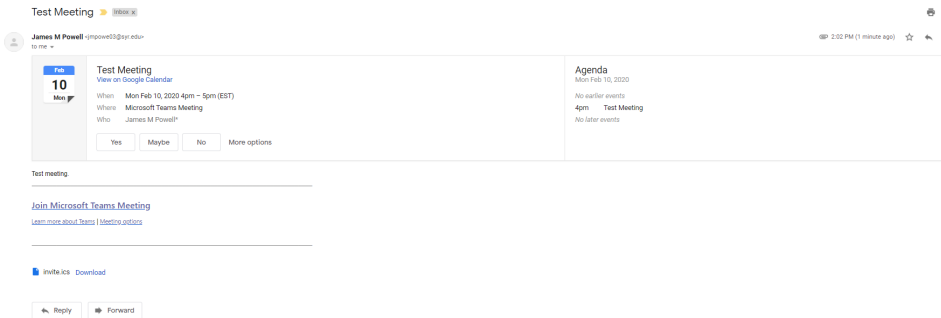 Test Meeting Inbox x
James M Powell <jmpowe03@syr.edu> 2:02 PM (1 minute ago)
to me
Feb
10
Mon
Test Meeting
View on Google Calendar
When Mon Feb 10, 2020 4pm – 5pm (EST)
Where Microsoft Teams Meeting
Who James M Powell*
Yes Maybe No More options
Agenda
Mon Feb 10, 2020
No earlier events
4pm Test Meeting
No later events
Test meeting.
Join Microsoft Teams Meeting
Learn more about Teams | Meeting options
invite.ics Download
Reply Forward